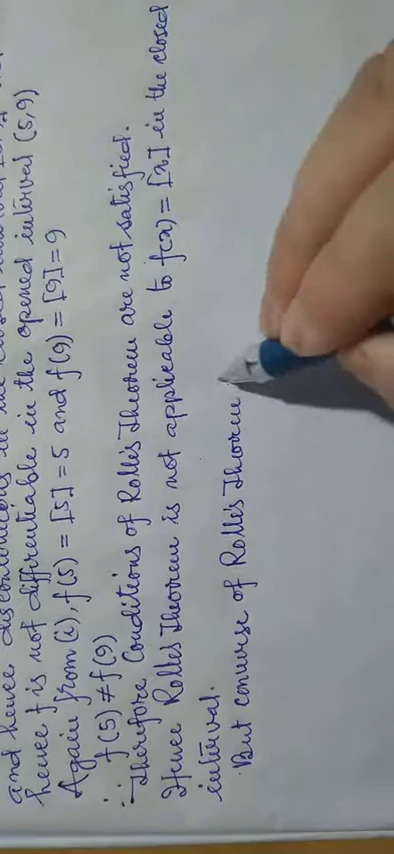 and hence discontinuous in the closed interval
hence f is not differentiable in the opened interval (5,9)
Again from (i), f(5) = [5] = 5 and f(9) = [9] = 9
∴ f(5) ≠ f(9)
Therefore Conditions of Rolle's Theorem are not satisfied.
Hence Rolle's Theorem is not applicable to f(x) = [x] in the closed
interval.
But converse of Rolle's Theorem